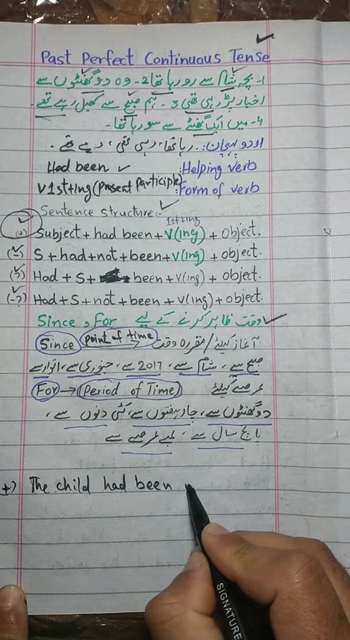 Past Perfect Continuous Tense
1- بچہ شام سے رو رہا تھا 2- وہ دو گھنٹوں سے
اخبار پڑھ رہی تھی 3- ہم صبح سے کھیل رہے تھے
4- میں ایک گھنٹے سے سو رہا تھا-
اردو پہچان: رہا تھا، رہی تھی، رہے تھے-
Had been ✓ :Helping verb
V1st+ing (Present Participle) :Form of verb
Sentence structure:
1st+ing
(+) Subject + had been + V(ing) + object.
(-) S + had + not + been + V(ing) + object.
(?) Had + S + been + V(ing) + object.
(-?) Had + S + not + been + V(ing) + object.
Since و For وقت ظاہر کرنے کے لیے
Since (point of time) آغاز کیلئے / مقررہ وقت
صبح سے، شام سے، 2017 سے، جنوری سے، اتوار سے
For → (Period of Time) عرصے کیلئے
دو گھنٹوں سے، چار ہفتوں سے، کئی دنوں سے،
پانچ سال سے، لمبے عرصے سے
+) The child had been
SIGNATURE